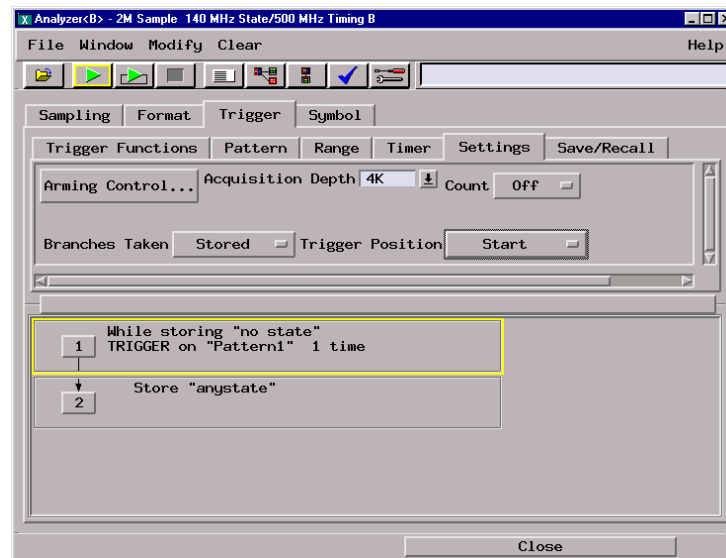 Analyzer<B> - 2M Sample 140 MHz State/500 MHz Timing B
File Window Modify Clear Help
Sampling Format Trigger Symbol
Trigger Functions Pattern Range Timer Settings Save/Recall
Arming Control... Acquisition Depth 4K Count Off
Branches Taken Stored Trigger Position Start
While storing "no state"
1 TRIGGER on "Pattern1" 1 time
Store "anystate"
2
Close